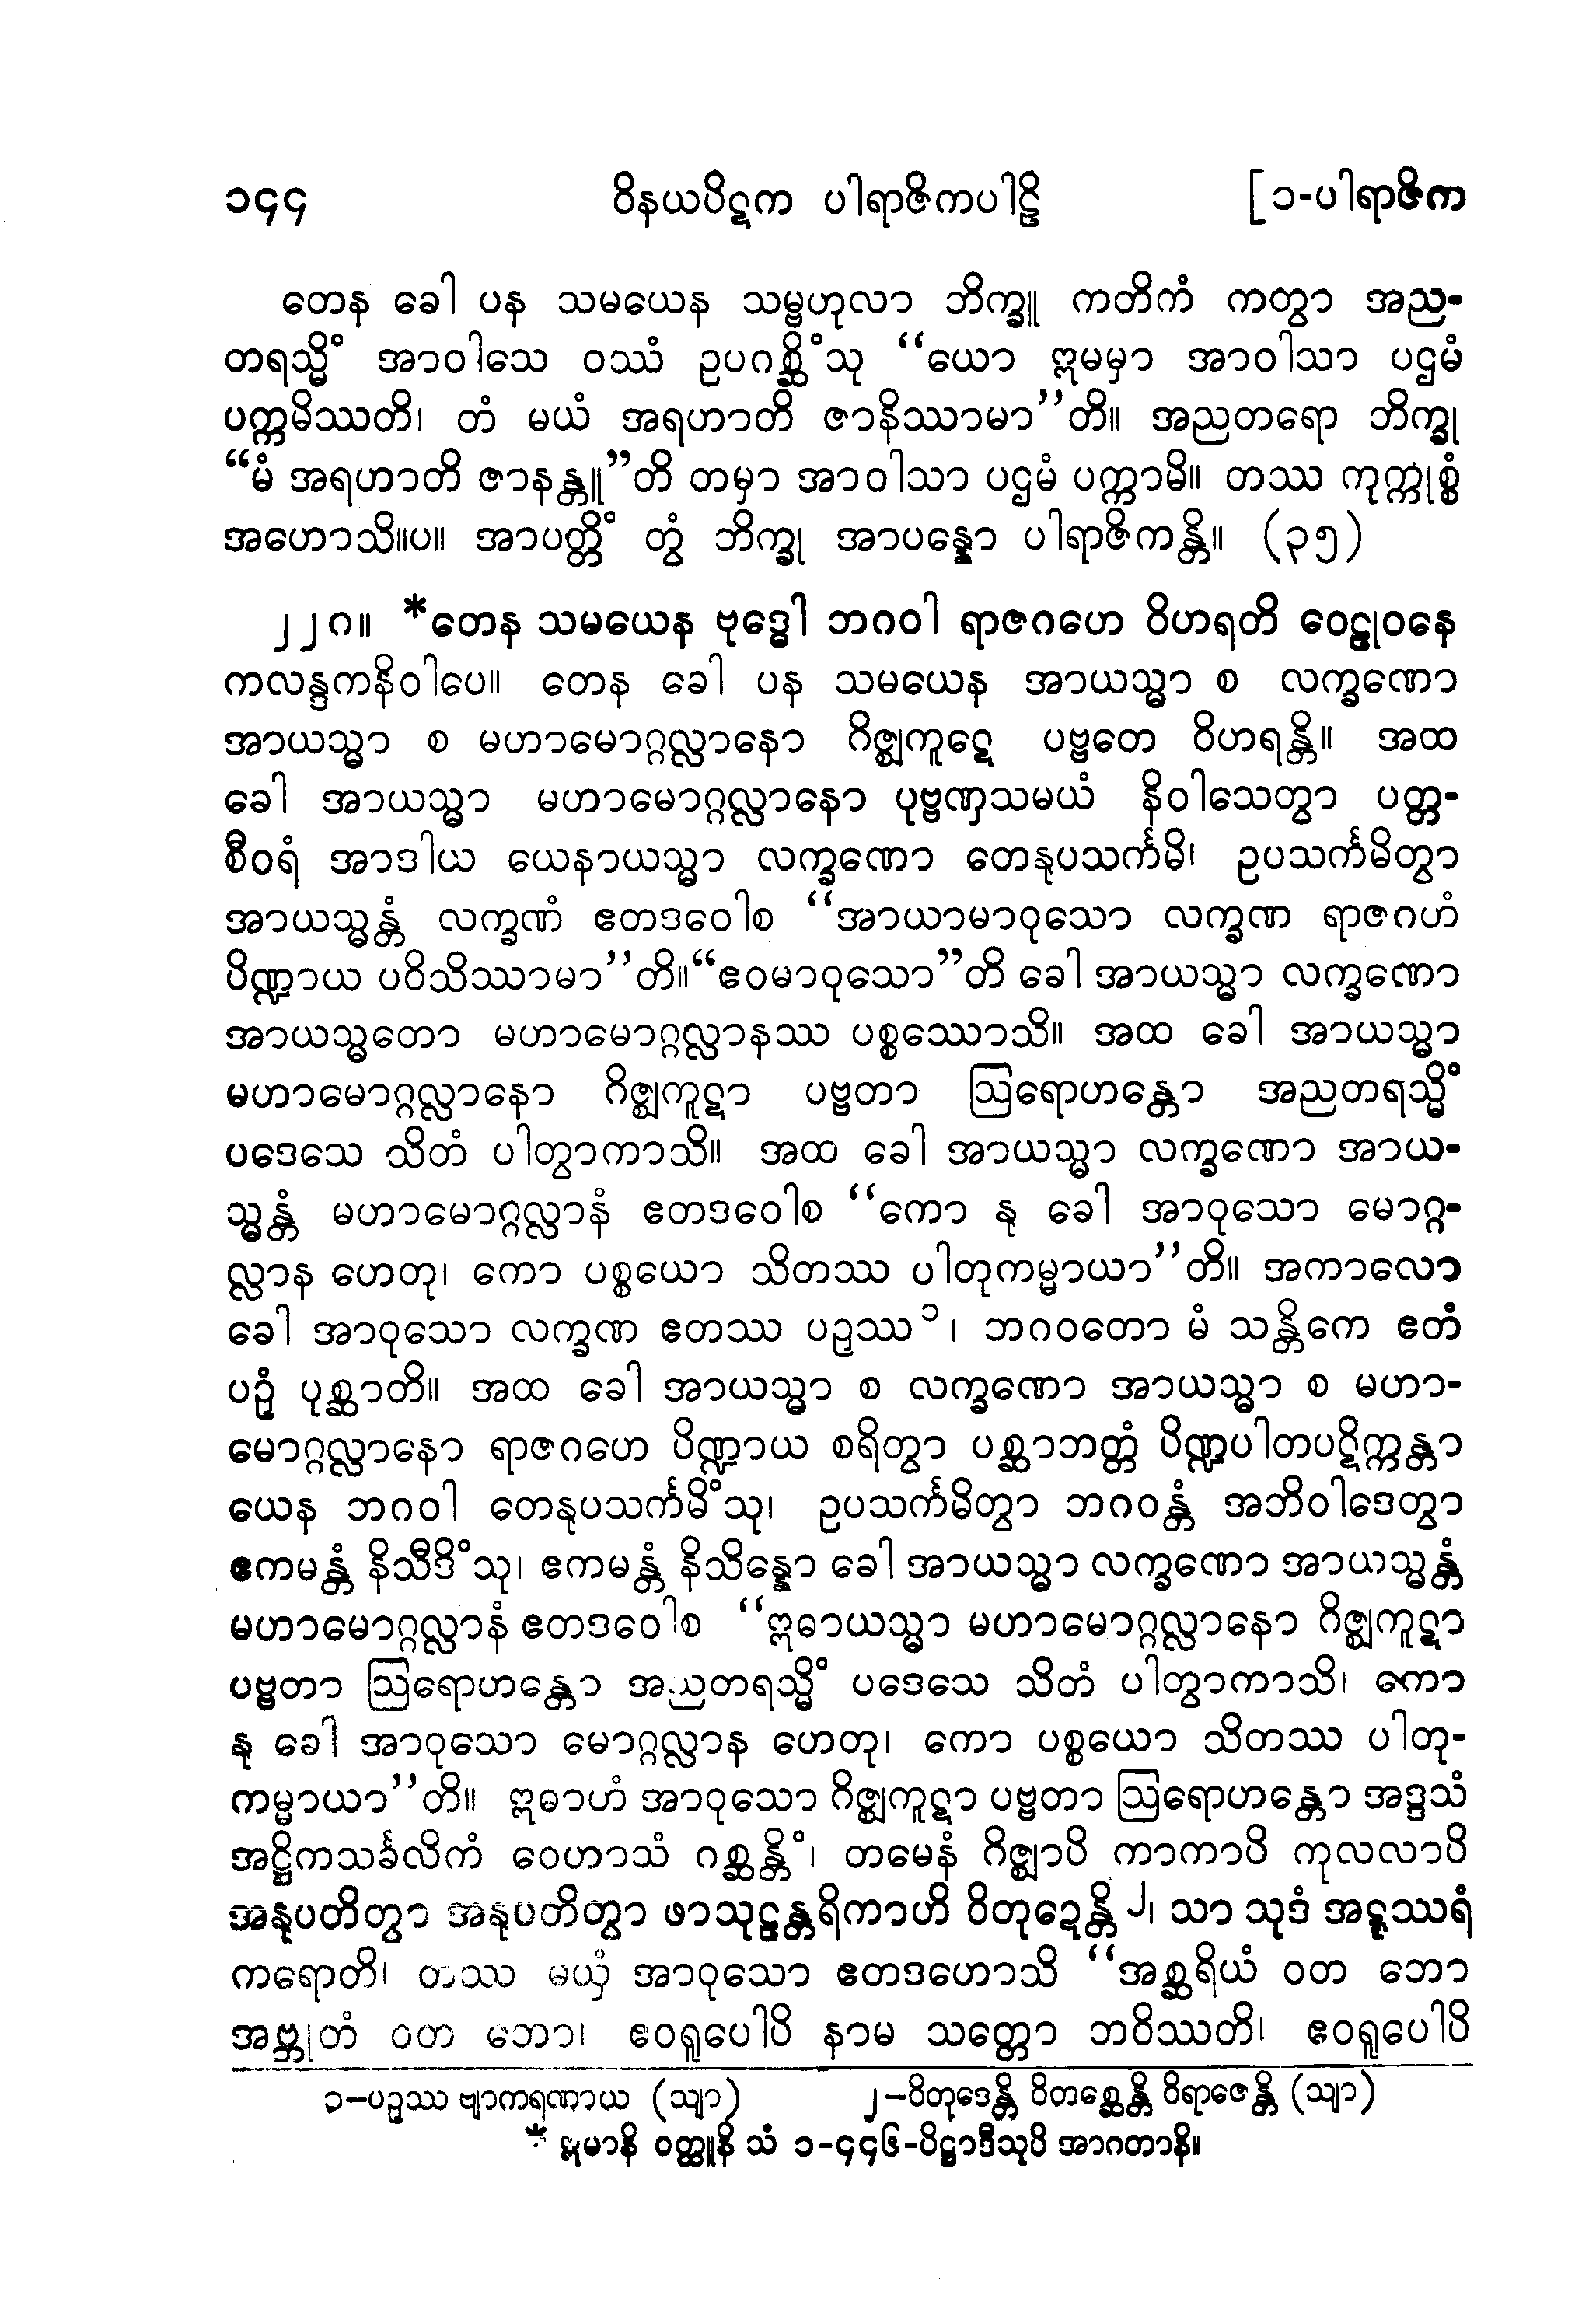 ၁၄၄ ဝိနယပိဋက ပါရာဇိကပါဠိ [၁-ပါရာဇိက
တေန ခေါ ပန သမယေန သမ္ဗဟုလာ ဘိက္ခူ ကတိကံ ကတွာ အည-
တရသ္မိံ အာဝါသေ ဝဿံ ဥပဂစ္ဆိံသု “ယော ဣမမှာ အာဝါသာ ပဌမံ
ပက္ကမိဿတိ၊ တံ မယံ အရဟာတိ ဇာနိဿာမာ”တိ။ အညတရော ဘိက္ခု
“မံ အရဟာတိ ဇာနန္တူ”တိ တမှာ အာဝါသာ ပဌမံ ပက္ကာမိ။ တဿ ကုက္ကုစ္စံ
အဟောသိ။ပ။ အာပတ္တိံ တွံ ဘိက္ခု အာပန္နော ပါရာဇိကန္တိ။ (၃၅)
၂၂ဂ။ *တေန သမယေန ဗုဒ္ဓေါ ဘဂဝါ ရာဇဂဟေ ဝိဟရတိ ဝေဠုဝနေ
ကလန္ဒကနိဝါပေ။ တေန ခေါ ပန သမယေန အာယသ္မာ စ လက္ခဏော
အာယသ္မာ စ မဟာမောဂ္ဂလ္လာနော ဂိဇ္ဈကူဋေ ပဗ္ဗတေ ဝိဟရန္တိ။ အထ
ခေါ အာယသ္မာ မဟာမောဂ္ဂလ္လာနော ပုဗ္ဗဏှသမယံ နိဝါသေတွာ ပတ္တ-
စီဝရံ အာဒါယ ယေနာယသ္မာ လက္ခဏော တေနုပသင်္ကမိ၊ ဥပသင်္ကမိတွာ
အာယသ္မန္တံ လက္ခဏံ ဧတဒဝေါစ “အာယာမာဝုသော လက္ခဏ ရာဇဂဟံ
ပိဏ္ဍာယ ပဝိသိဿာမာ”တိ။ “ဧဝမာဝုသော”တိ ခေါ အာယသ္မာ လက္ခဏော
အာယသ္မတော မဟာမောဂ္ဂလ္လာနဿ ပစ္စဿောသိ။ အထ ခေါ အာယသ္မာ
မဟာမောဂ္ဂလ္လာနော ဂိဇ္ဈကူဋာ ပဗ္ဗတာ ဩရောဟန္တော အညတရသ္မိံ
ပဒေသေ သိတံ ပါတွာကာသိ။ အထ ခေါ အာယသ္မာ လက္ခဏော အာယ-
သ္မန္တံ မဟာမောဂ္ဂလ္လာနံ ဧတဒဝေါစ “ကော နု ခေါ အာဝုသော မောဂ္ဂ-
လ္လာန ဟေတု၊ ကော ပစ္စယော သိတဿ ပါတုကမ္မာယာ”တိ။ အကာလော
ခေါ အာဝုသော လက္ခဏ ဧတဿ ပဉှဿ ၁၊ ဘဂဝတော မံ သန္တိကေ ဧတံ
ပဉှံ ပုစ္ဆာတိ။ အထ ခေါ အာယသ္မာ စ လက္ခဏော အာယသ္မာ စ မဟာ-
မောဂ္ဂလ္လာနော ရာဇဂဟေ ပိဏ္ဍာယ စရိတွာ ပစ္ဆာဘတ္တံ ပိဏ္ဍပါတပဋိက္ကန္တာ
ယေန ဘဂဝါ တေနုပသင်္ကမိံသု၊ ဥပသင်္ကမိတွာ ဘဂဝန္တံ အဘိဝါဒေတွာ
ဧကမန္တံ နိသီဒိံသု၊ ဧကမန္တံ နိသိန္နော ခေါ အာယသ္မာ လက္ခဏော အာယသ္မန္တံ
မဟာမောဂ္ဂလ္လာနံ ဧတဒဝေါစ “ဣဓာယသ္မာ မဟာမောဂ္ဂလ္လာနော ဂိဇ္ဈကူဋာ
ပဗ္ဗတာ ဩရောဟန္တော အညတရသ္မိံ ပဒေသေ သိတံ ပါတွာကာသိ၊ ကော
နု ခေါ အာဝုသော မောဂ္ဂလ္လာန ဟေတု၊ ကော ပစ္စယော သိတဿ ပါတု-
ကမ္မာယာ”တိ။ ဣဓာဟံ အာဝုသော ဂိဇ္ဈကူဋာ ပဗ္ဗတာ ဩရောဟန္တော အဒ္ဒသံ
အဋ္ဌိကသင်္ခလိကံ ဝေဟာသံ ဂစ္ဆန္တိံ၊ တမေနံ ဂိဇ္ဈာပိ ကာကာပိ ကုလလာပိ
အနုပတိတွာ အနုပတိတွာ ဖာသုဠန္တရိကာဟိ ဝိတုဍေန္တိ ၂၊ သာ သုဒံ အဋ္ဋဿရံ
ကရောတိ၊ တဿ မယှံ အာဝုသော ဧတဒဟောသိ “အစ္ဆရိယံ ဝတ ဘော
အဗ္ဘုတံ ဝတ ဘော၊ ဧဝရူပေါပိ နာမ သတ္တော ဘဝိဿတိ၊ ဧဝရူပေါပိ
၁-ပဉှဿ ဗျာကရဏာယ (သျာ) ၂-ဝိတုဒေန္တိ ဝိတစ္ဆေန္တိ ဝိရာဇေန္တိ (သျာ)
* ဣမာနိ ဝတ္ထူနိ သံ ၁-၄၄၆-ပိဋ္ဌာဒီသုပိ အာဂတာနိ။